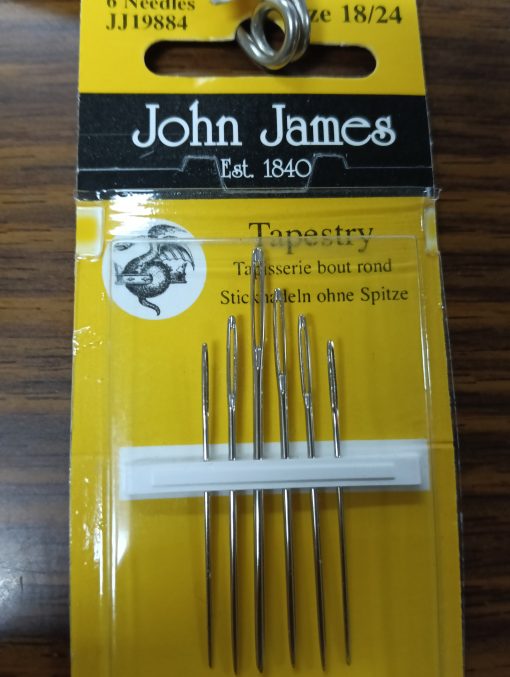 6 Needles
JJ19884
ze 18/24
John James
Est. 1840
Tapestry
Tapisserie bout rond
Sticknadeln ohne Spitze